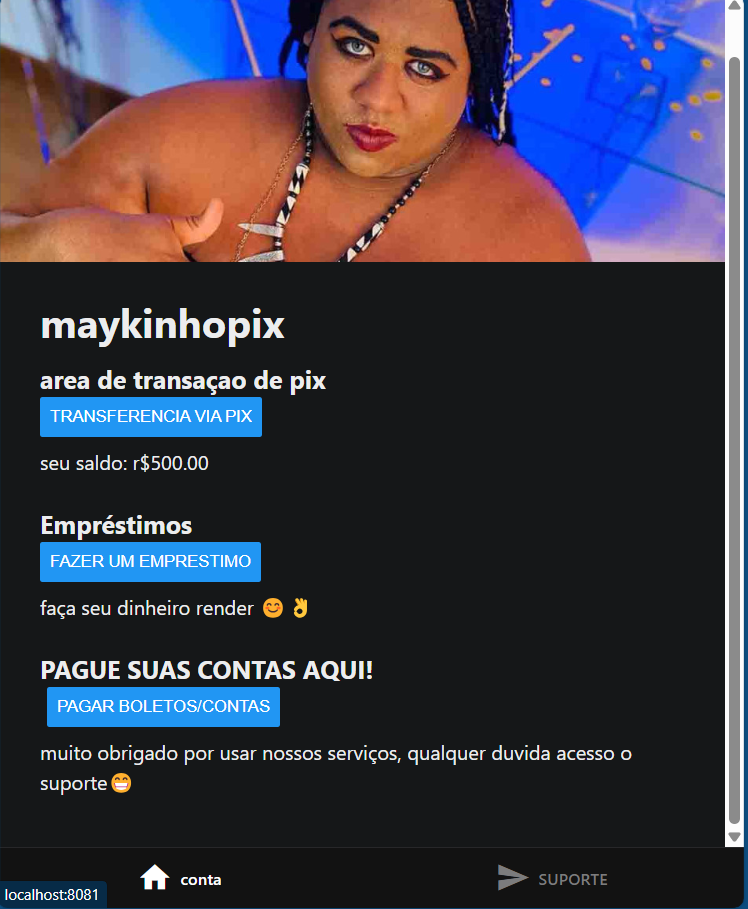 maykinhopix
area de transaçao de pix
TRANSFERENCIA VIA PIX
seu saldo: r$500.00
Empréstimos
FAZER UM EMPRESTIMO
faça seu dinheiro render 😊 👌
PAGUE SUAS CONTAS AQUI!
PAGAR BOLETOS/CONTAS
muito obrigado por usar nossos serviços, qualquer duvida acesso o
suporte😁
conta
SUPORTE
localhost:8081